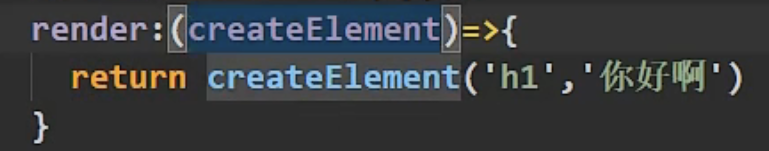 render:(createElement)=>{
return createElement('h1','你好啊')
}